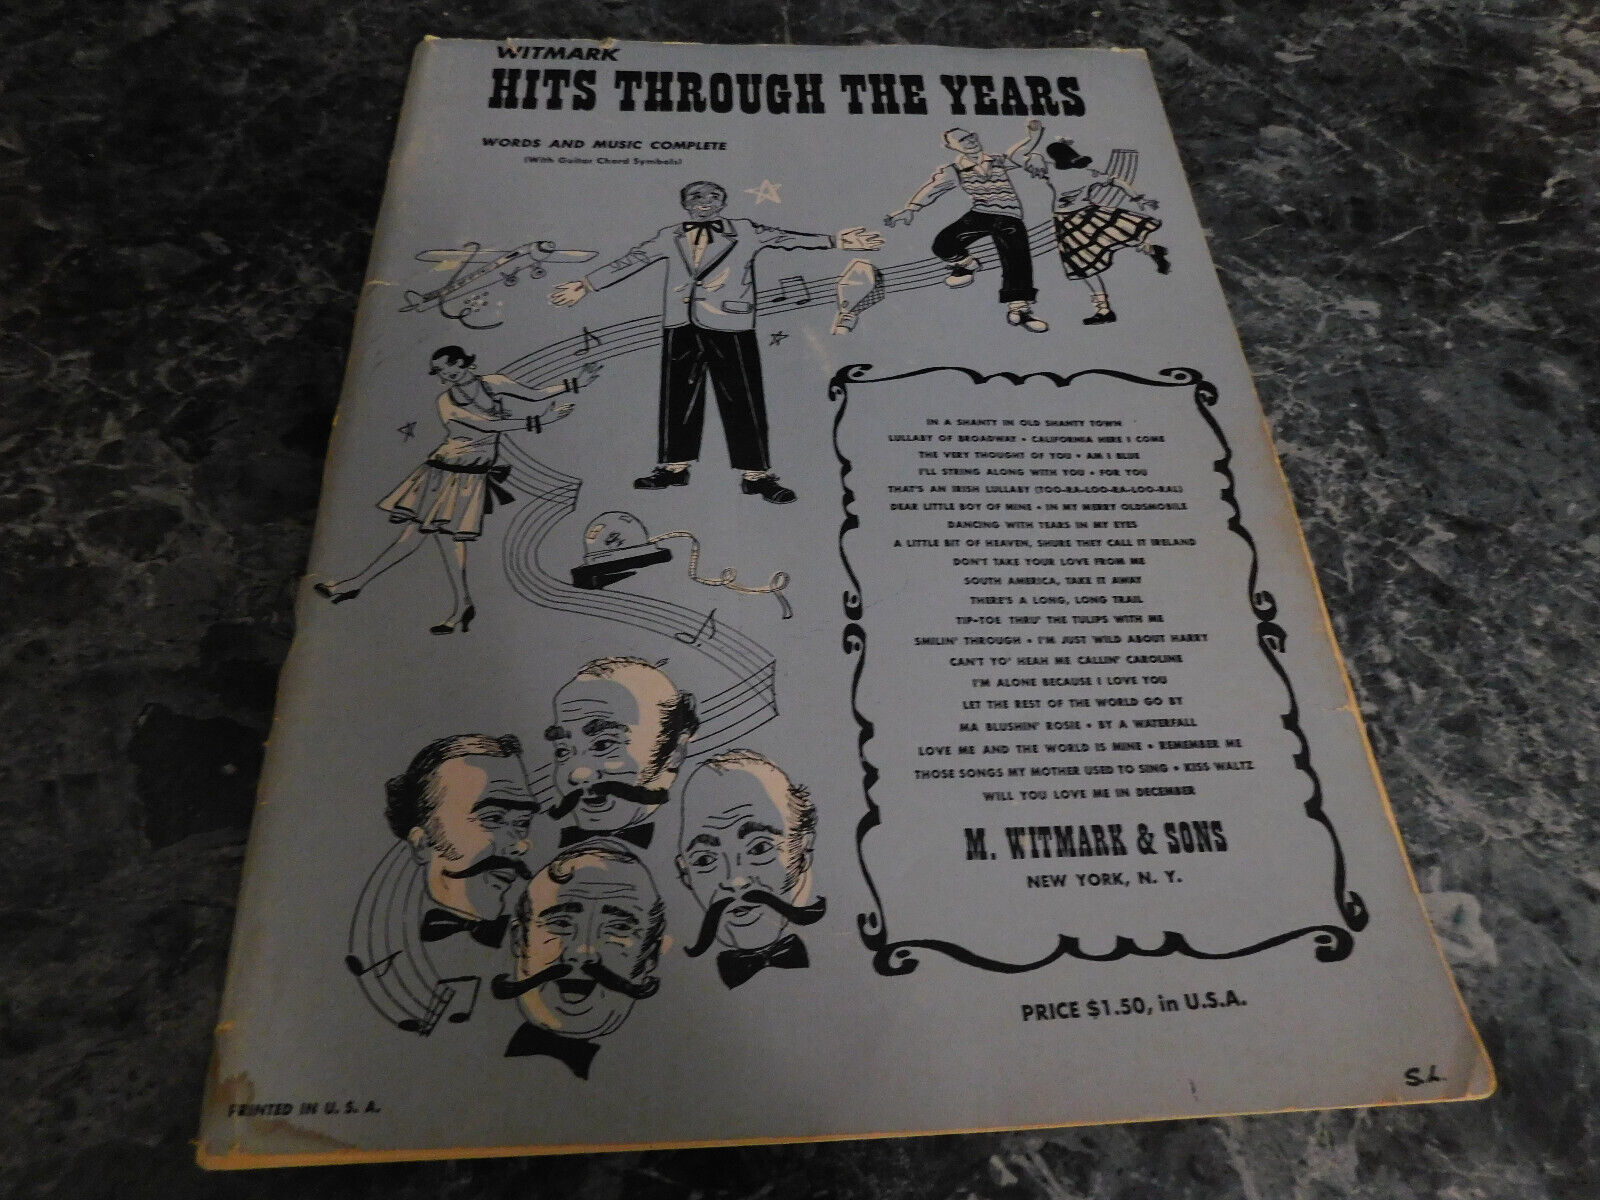 WITMARK
HITS THROUGH THE YEARS
WORDS AND MUSIC COMPLETE
(With Guitar Chord Symbols)
IN A SHANTY IN OLD SHANTY TOWN
LULLABY OF BROADWAY • CALIFORNIA HERE I COME
THE VERY THOUGHT OF YOU • AM I BLUE
I'LL STRING ALONG WITH YOU • FOR YOU
THAT'S AN IRISH LULLABY (TOO-RA-LOO-RA-LOO-RAL)
DEAR LITTLE BOY OF MINE • IN MY MERRY OLDSMOBILE
DANCING WITH TEARS IN MY EYES
A LITTLE BIT OF HEAVEN, SHURE THEY CALL IT IRELAND
DON'T TAKE YOUR LOVE FROM ME
SOUTH AMERICA, TAKE IT AWAY
THERE'S A LONG, LONG TRAIL
TIP-TOE THRU' THE TULIPS WITH ME
SMILIN' THROUGH • I'M JUST WILD ABOUT HARRY
CAN'T YO' HEAH ME CALLIN' CAROLINE
I'M ALONE BECAUSE I LOVE YOU
LET THE REST OF THE WORLD GO BY
MA BLUSHIN' ROSIE • BY A WATERFALL
LOVE ME AND THE WORLD IS MINE • REMEMBER ME
THOSE SONGS MY MOTHER USED TO SING • KISS WALTZ
WILL YOU LOVE ME IN DECEMBER
M. WITMARK & SONS
NEW YORK, N. Y.
PRICE $1.50, in U.S.A.
S.L.
PRINTED IN U. S. A.